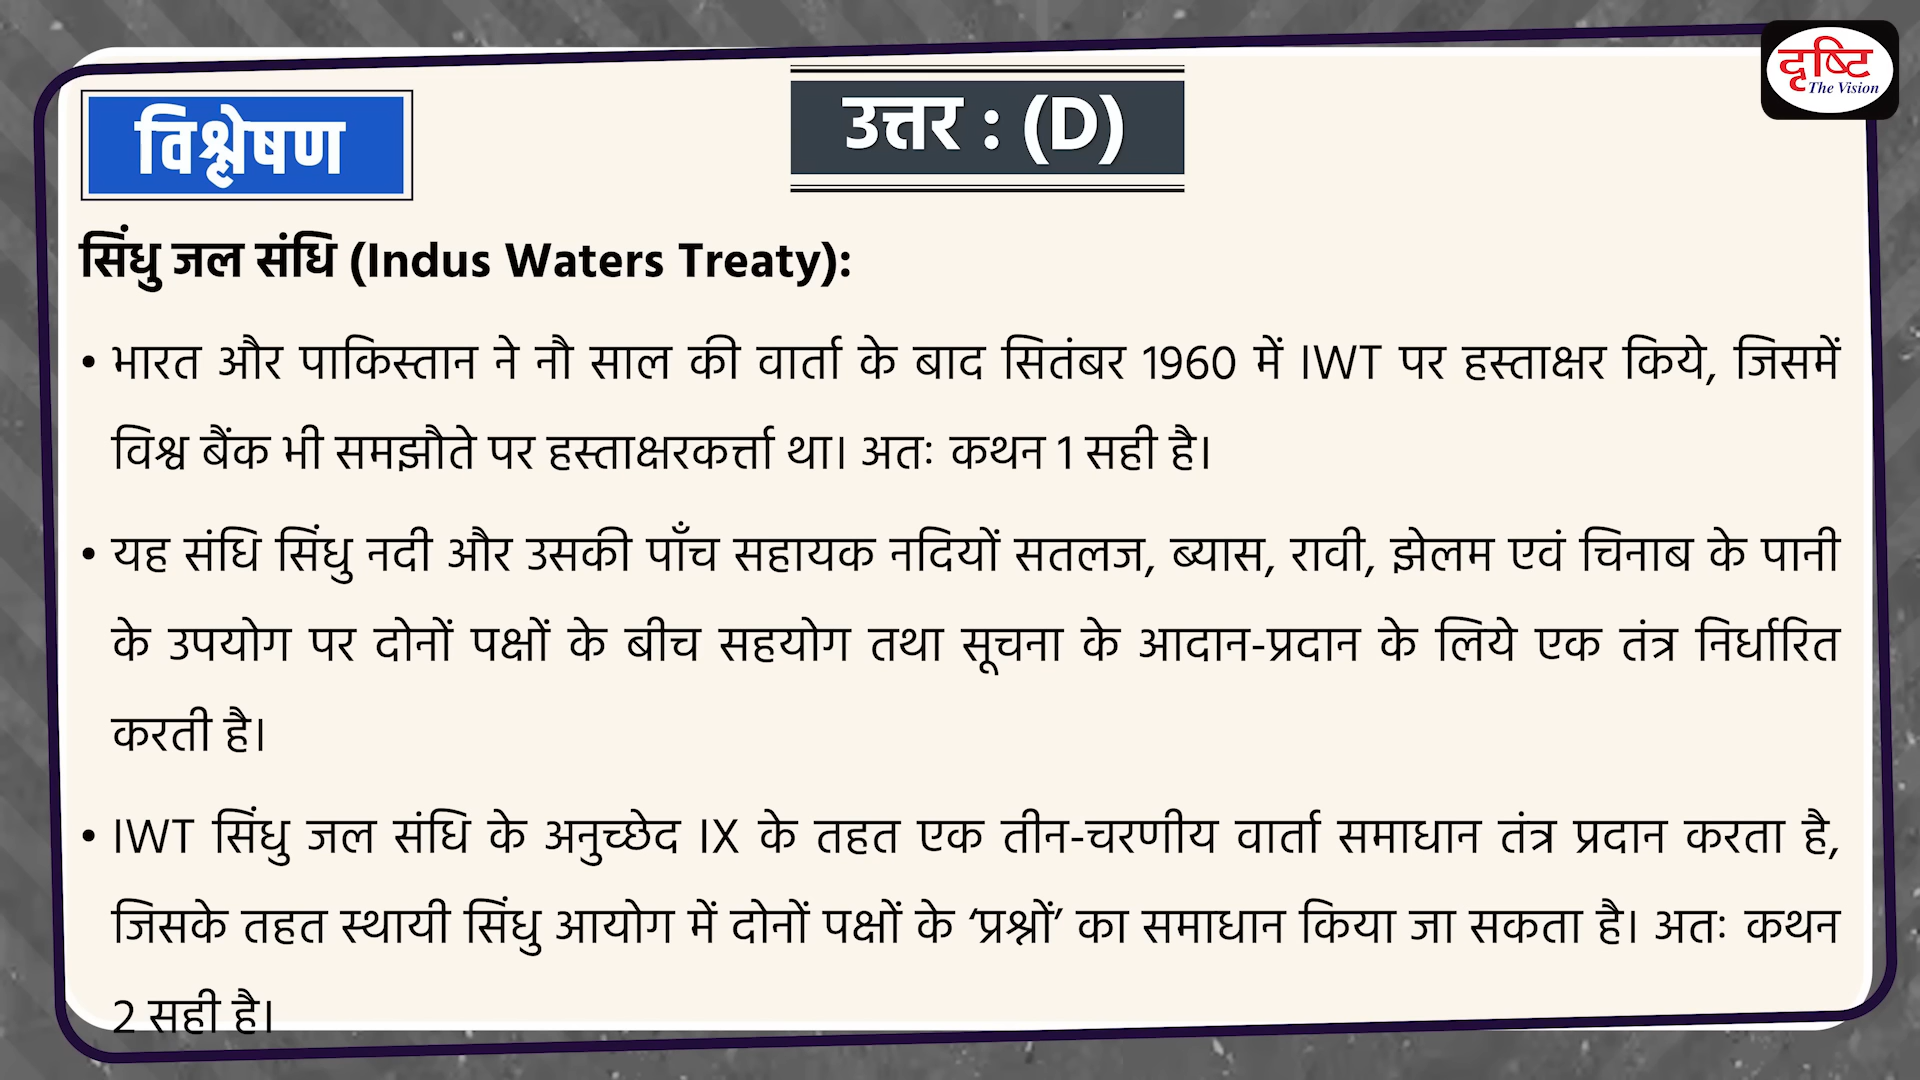 दृष्टि
The Vision
विश्लेषण
उत्तर : (D)
सिंधु जल संधि (Indus Waters Treaty):
• भारत और पाकिस्तान ने नौ साल की वार्ता के बाद सितंबर 1960 में IWT पर हस्ताक्षर किये, जिसमें
विश्व बैंक भी समझौते पर हस्ताक्षरकर्त्ता था। अतः कथन 1 सही है।
• यह संधि सिंधु नदी और उसकी पाँच सहायक नदियों सतलज, ब्यास, रावी, झेलम एवं चिनाब के पानी
के उपयोग पर दोनों पक्षों के बीच सहयोग तथा सूचना के आदान-प्रदान के लिये एक तंत्र निर्धारित
करती है।
• IWT सिंधु जल संधि के अनुच्छेद IX के तहत एक तीन-चरणीय वार्ता समाधान तंत्र प्रदान करता है,
जिसके तहत स्थायी सिंधु आयोग में दोनों पक्षों के ‘प्रश्नों’ का समाधान किया जा सकता है। अतः कथन
2 सही है।